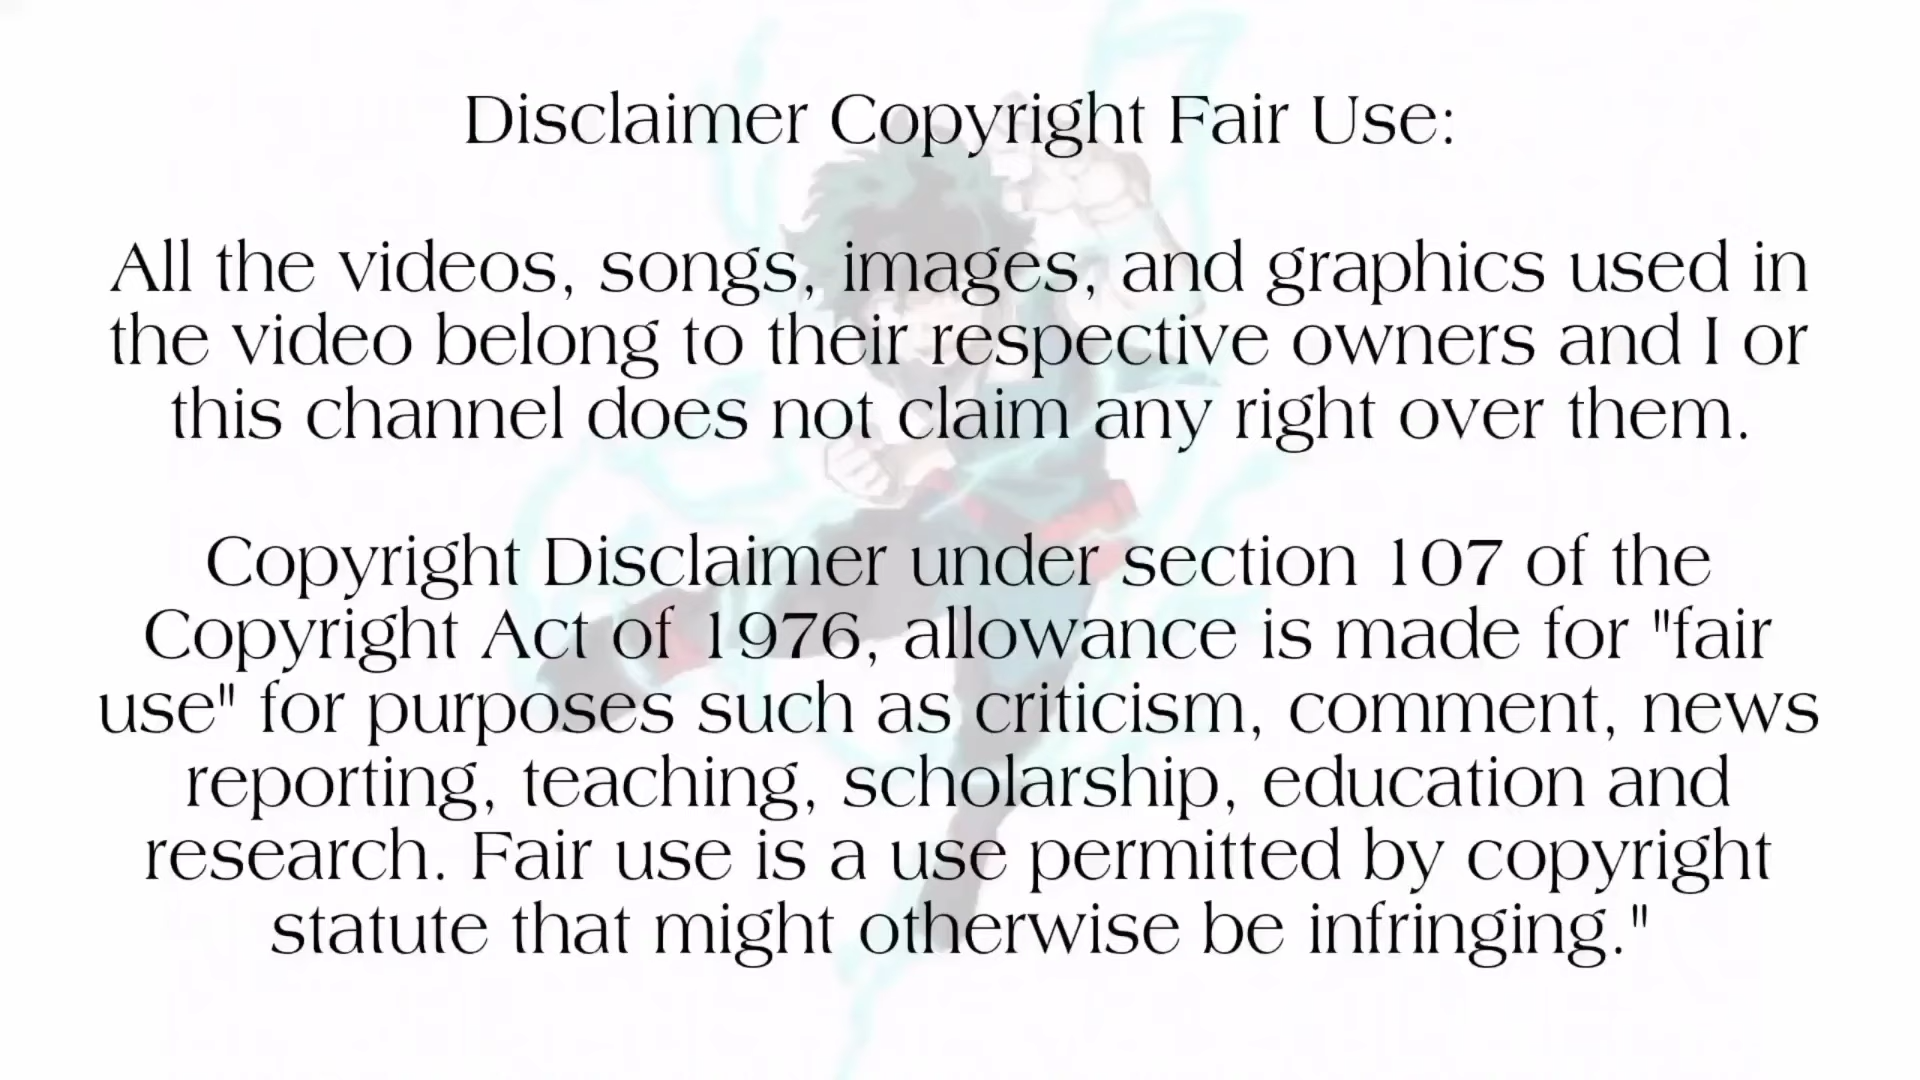 Disclaimer Copyright Fair Use:
All the videos, songs, images, and graphics used in
the video belong to their respective owners and I or
this channel does not claim any right over them.
Copyright Disclaimer under section 107 of the
Copyright Act of 1976, allowance is made for "fair
use" for purposes such as criticism, comment, news
reporting, teaching, scholarship, education and
research. Fair use is a use permitted by copyright
statute that might otherwise be infringing."